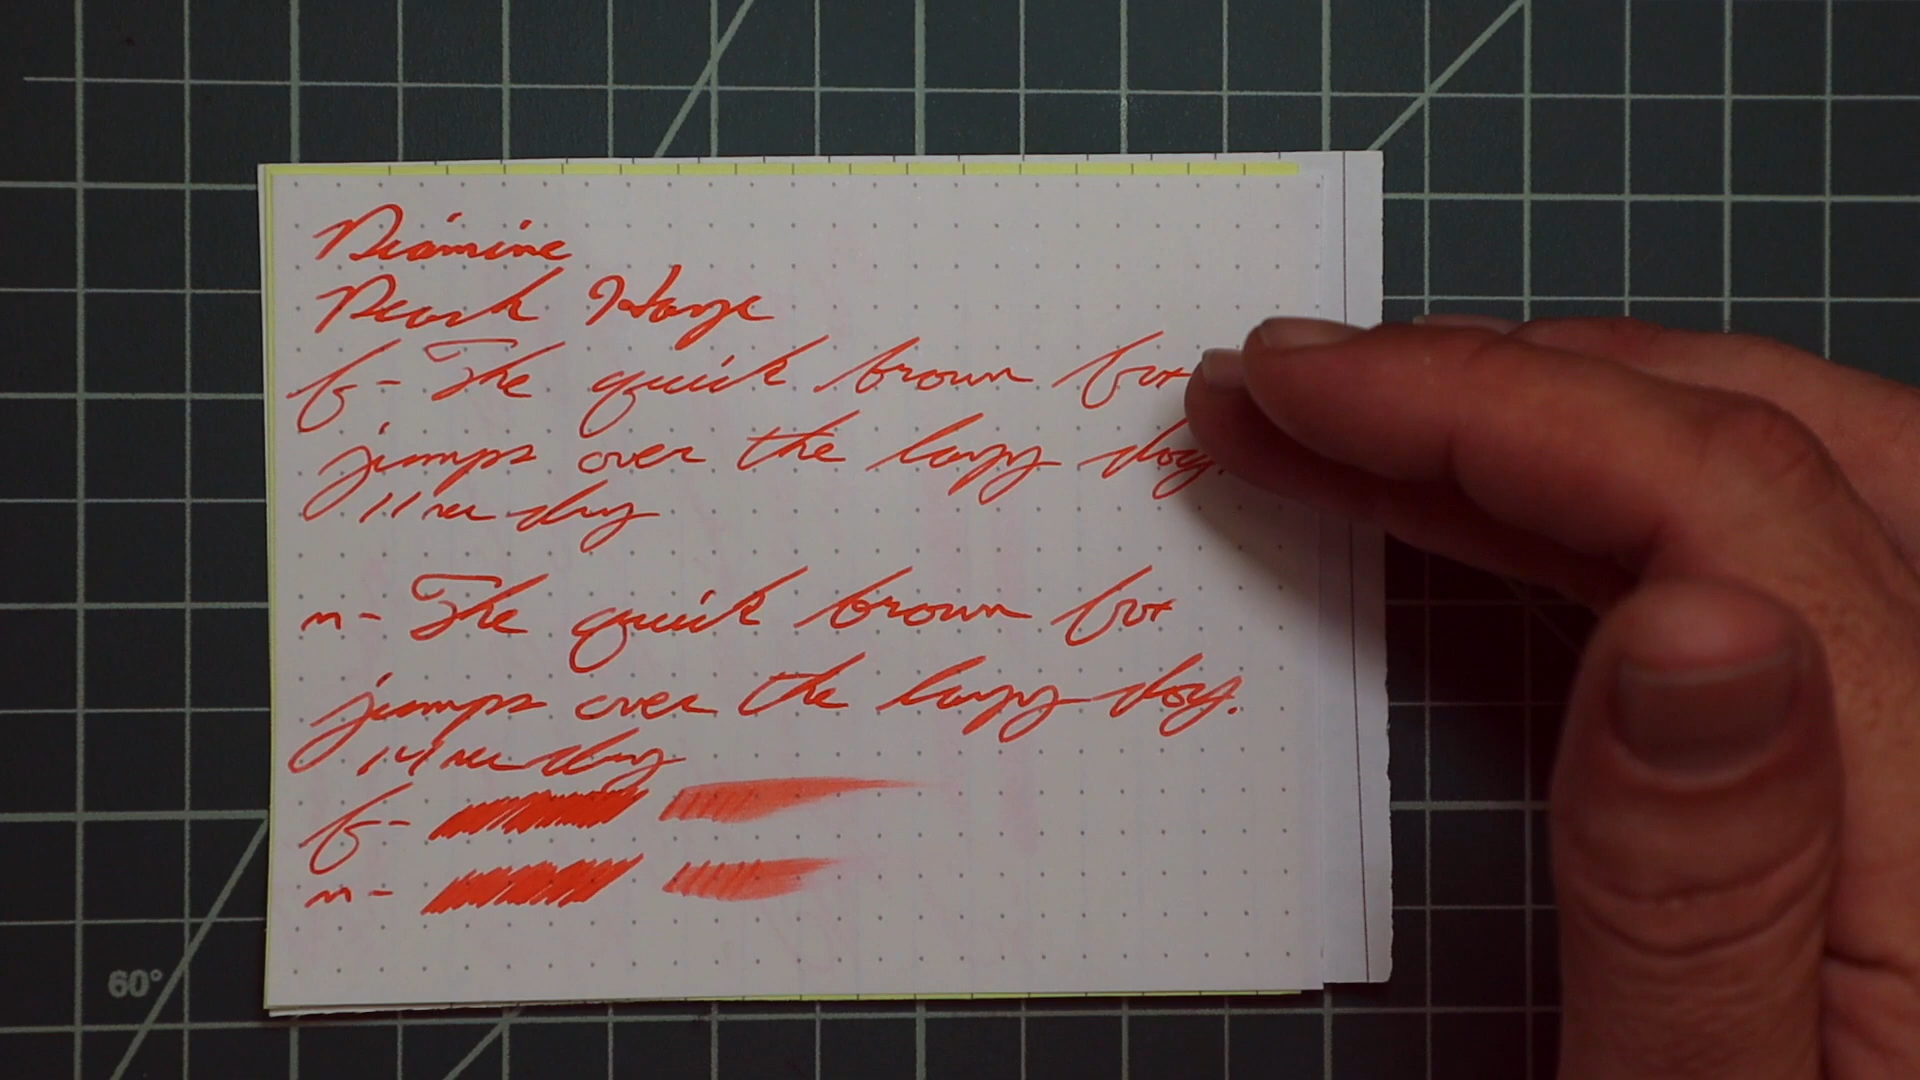 Diamine
Peach Haze
f- The quick brown fox
jumps over the lazy dog.
11 sec dry
m- The quick brown fox
jumps over the lazy dog.
14 sec dry
f-
m-
60°